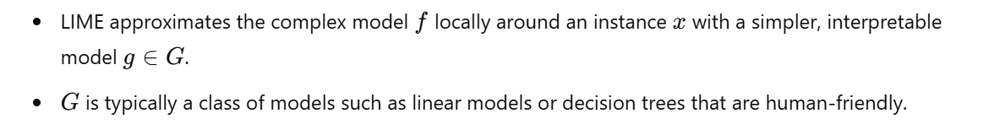 • LIME approximates the complex model f locally around an instance x with a simpler, interpretable
model g ∈ G.
• G is typically a class of models such as linear models or decision trees that are human-friendly.